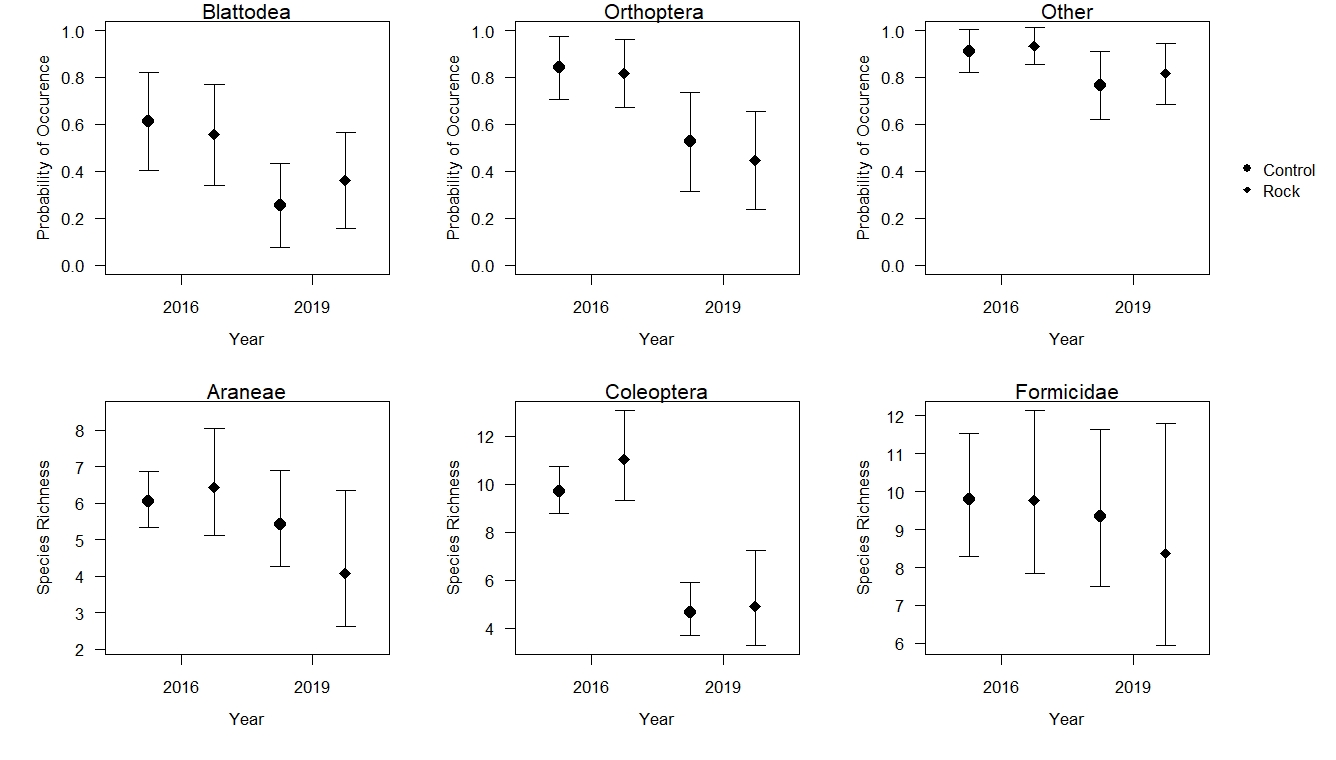 Blattodea
Probability of Occurence
1.0
0.8
0.6
0.4
0.2
0.0
2016 2019
Year
Orthoptera
Probability of Occurence
1.0
0.8
0.6
0.4
0.2
0.0
2016 2019
Year
Other
Probability of Occurence
1.0
0.8
0.6
0.4
0.2
0.0
2016 2019
Year
Control
Rock
Araneae
Species Richness
8
7
6
5
4
3
2
2016 2019
Year
Coleoptera
Species Richness
12
10
8
6
4
2016 2019
Year
Formicidae
Species Richness
12
11
10
9
8
7
6
2016 2019
Year